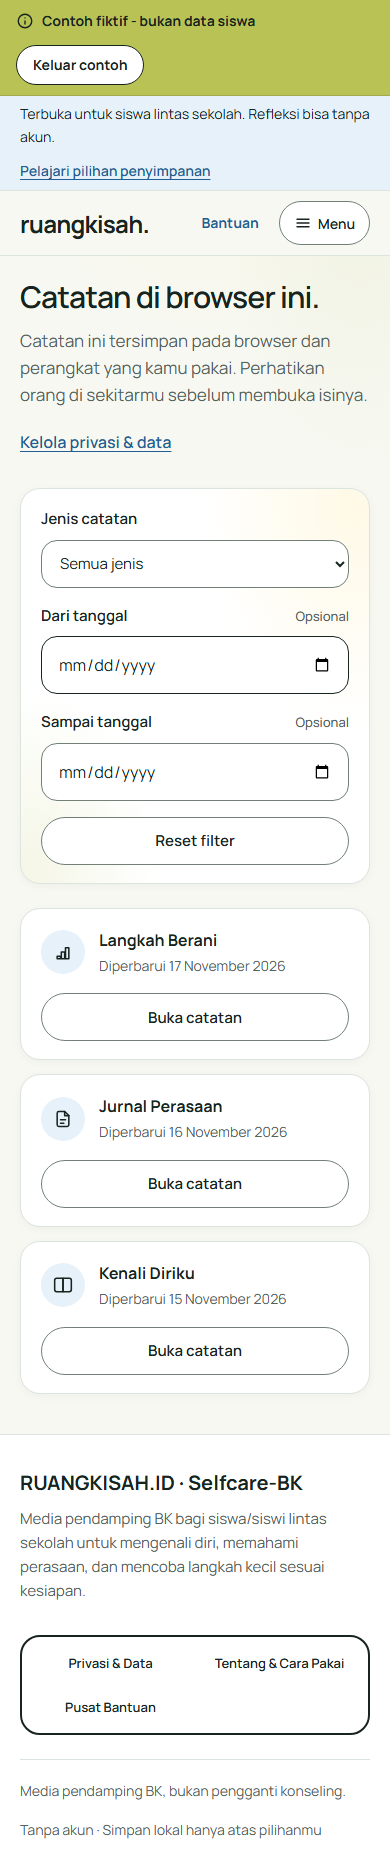 Contoh fiktif - bukan data siswa
Keluar contoh
Terbuka untuk siswa lintas sekolah. Refleksi bisa tanpa
akun.
Pelajari pilihan penyimpanan
ruangkisah.
Bantuan
Menu
Catatan di browser ini.
Catatan ini tersimpan pada browser dan
perangkat yang kamu pakai. Perhatikan
orang di sekitarmu sebelum membuka isinya.
Kelola privasi & data
Jenis catatan
Semua jenis
Dari tanggal
Opsional
mm/dd/yyyy
Sampai tanggal
Opsional
mm/dd/yyyy
Reset filter
Langkah Berani
Diperbarui 17 November 2026
Buka catatan
Jurnal Perasaan
Diperbarui 16 November 2026
Buka catatan
Kenali Diriku
Diperbarui 15 November 2026
Buka catatan
RUANGKISAH.ID · Selfcare-BK
Media pendamping BK bagi siswa/siswi lintas
sekolah untuk mengenali diri, memahami
perasaan, dan mencoba langkah kecil sesuai
kesiapan.
Privasi & Data
Tentang & Cara Pakai
Pusat Bantuan
Media pendamping BK, bukan pengganti konseling.
Tanpa akun · Simpan lokal hanya atas pilihanmu